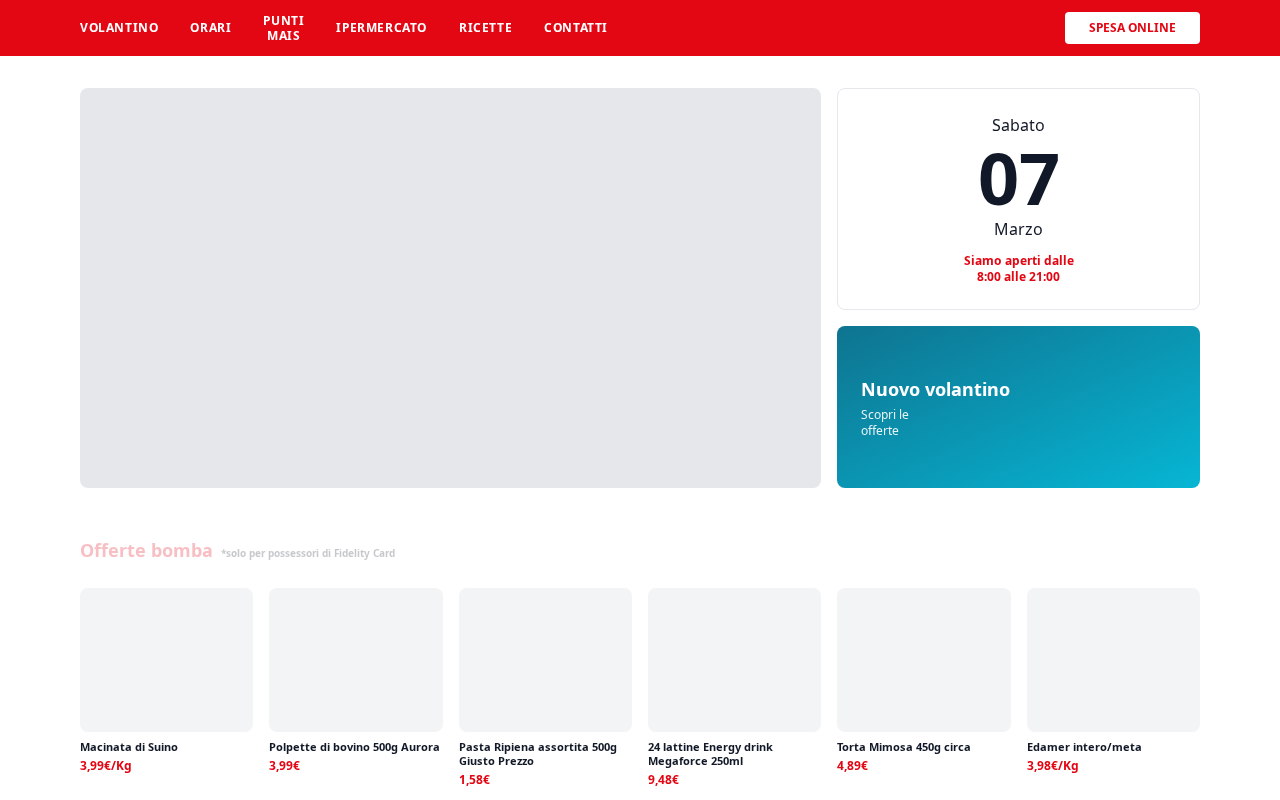 VOLANTINO
ORARI
PUNTI
MAIS
IPERMERCATO
RICETTE
CONTATTI
SPESA ONLINE
Sabato
07
Marzo
Siamo aperti dalle
8:00 alle 21:00
Nuovo volantino
Scopri le
offerte
Offerte bomba *solo per possessori di Fidelity Card
Macinata di Suino
3,99€/Kg
Polpette di bovino 500g Aurora
3,99€
Pasta Ripiena assortita 500g
Giusto Prezzo
1,58€
24 lattine Energy drink
Megaforce 250ml
9,48€
Torta Mimosa 450g circa
4,89€
Edamer intero/meta
3,98€/Kg